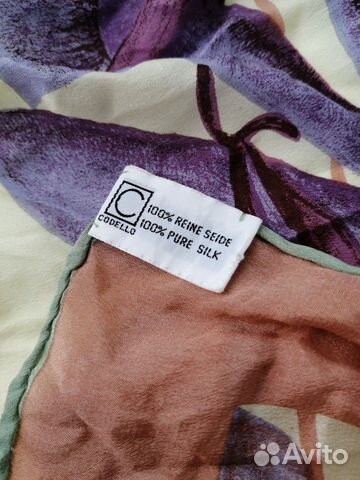 C
CODELLO
100% REINE SEIDE
100% PURE SILK
Avito